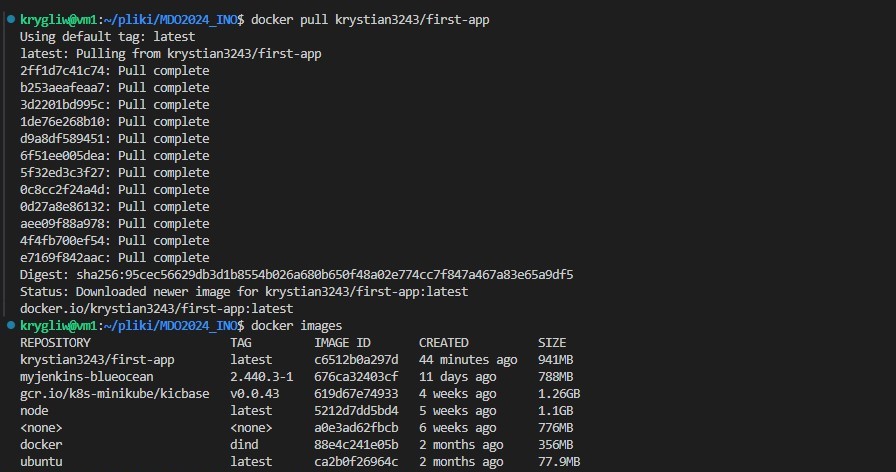 krygliw@vm1:~/pliki/MDO2024_INO$ docker pull krystian3243/first-app
Using default tag: latest
latest: Pulling from krystian3243/first-app
2ff1d7c41c74: Pull complete
b253aeafeaa7: Pull complete
3d2201bd995c: Pull complete
1de76e268b10: Pull complete
d9a8df589451: Pull complete
6f51ee005dea: Pull complete
5f32ed3c3f27: Pull complete
0c8cc2f24a4d: Pull complete
0d27a8e86132: Pull complete
aee09f88a978: Pull complete
4f4fb700ef54: Pull complete
e7169f842aac: Pull complete
Digest: sha256:95cec56629db3d1b8554b026a680b650f48a02e774cc7f847a467a83e65a9df5
Status: Downloaded newer image for krystian3243/first-app:latest
docker.io/krystian3243/first-app:latest
krygliw@vm1:~/pliki/MDO2024_INO$ docker images
REPOSITORY TAG IMAGE ID CREATED SIZE
krystian3243/first-app latest c6512b0a297d 44 minutes ago 941MB
myjenkins-blueocean 2.440.3-1 676ca32403cf 11 days ago 788MB
gcr.io/k8s-minikube/kicbase v0.0.43 619d67e74933 4 weeks ago 1.26GB
node latest 5212d7dd5bd4 5 weeks ago 1.1GB
<none> <none> a0e3ad62fbcb 6 weeks ago 776MB
docker dind 88e4c241e05b 2 months ago 356MB
ubuntu latest ca2b0f26964c 2 months ago 77.9MB